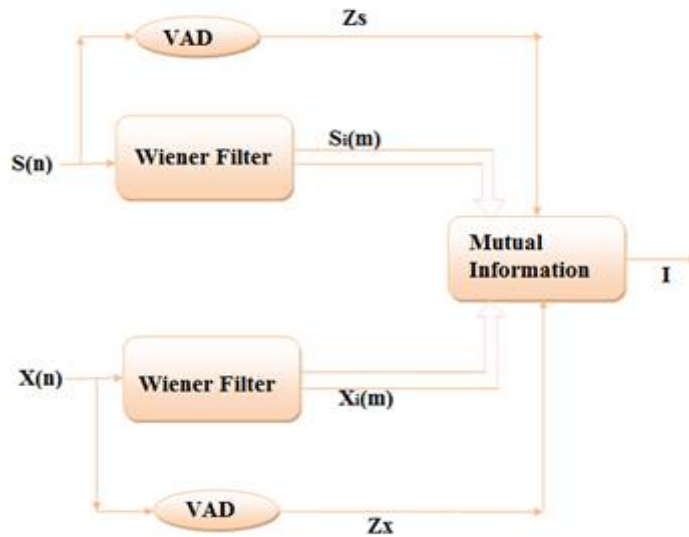 Zs
VAD
Si(m)
S(n)
Wiener Filter
Mutual
Information
I
X(n)
Wiener Filter
Xi(m)
VAD
Zx